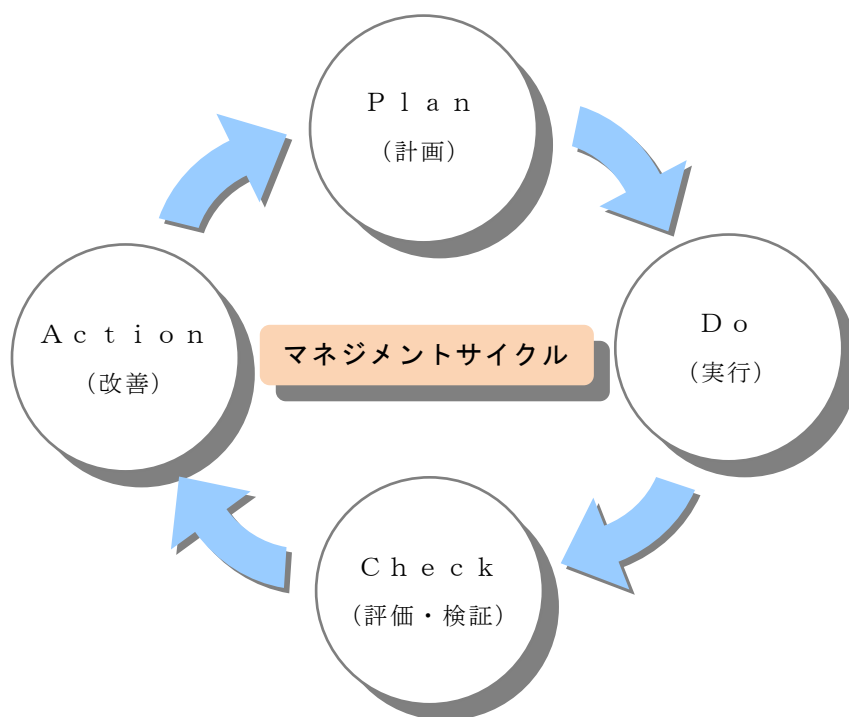 Ｐｌａｎ
（計画）
Ｄｏ
（実行）
マネジメントサイクル
Ａｃｔｉｏｎ
（改善）
Ｃｈｅｃｋ
（評価・検証）